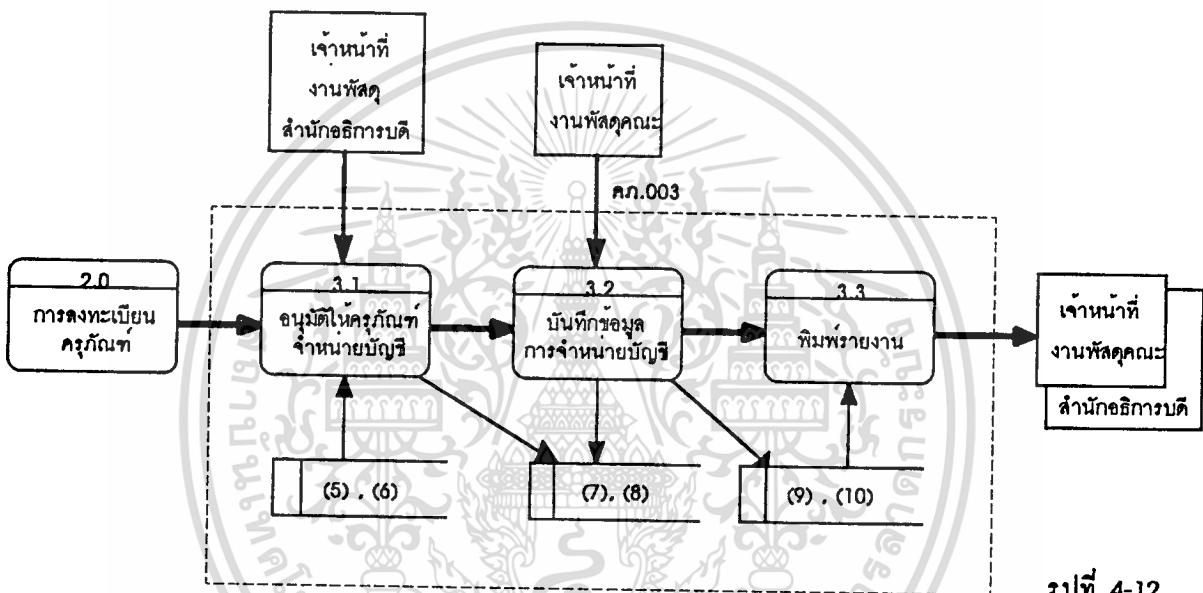 เจ้าหน้าที่
งานพัสดุ
สำนักอธิการบดี
เจ้าหน้าที่
งานพัสดุคณะ
คภ.003
2.0
การลงทะเบียน
ครุภัณฑ์
3.1
อนุมัติให้ครุภัณฑ์
จำหน่ายบัญชี
3.2
บันทึกข้อมูล
การจำหน่ายบัญชี
3.3
พิมพ์รายงาน
เจ้าหน้าที่
งานพัสดุคณะ
สำนักอธิการบดี
(5) , (6)
(7), (8)
(9) , (10)
รูปที่ 4-12